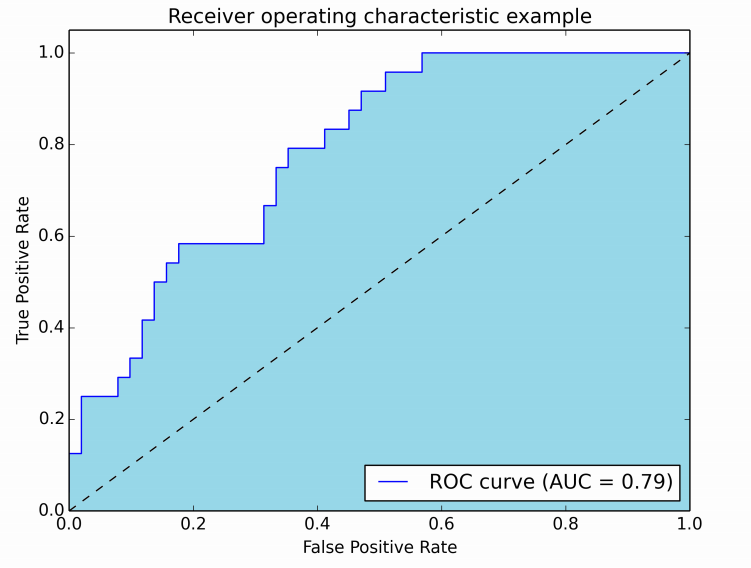 Receiver operating characteristic example
1.0
0.8
0.6
0.4
0.2
0.0
True Positive Rate
0.0 0.2 0.4 0.6 0.8 1.0
False Positive Rate
ROC curve (AUC = 0.79)